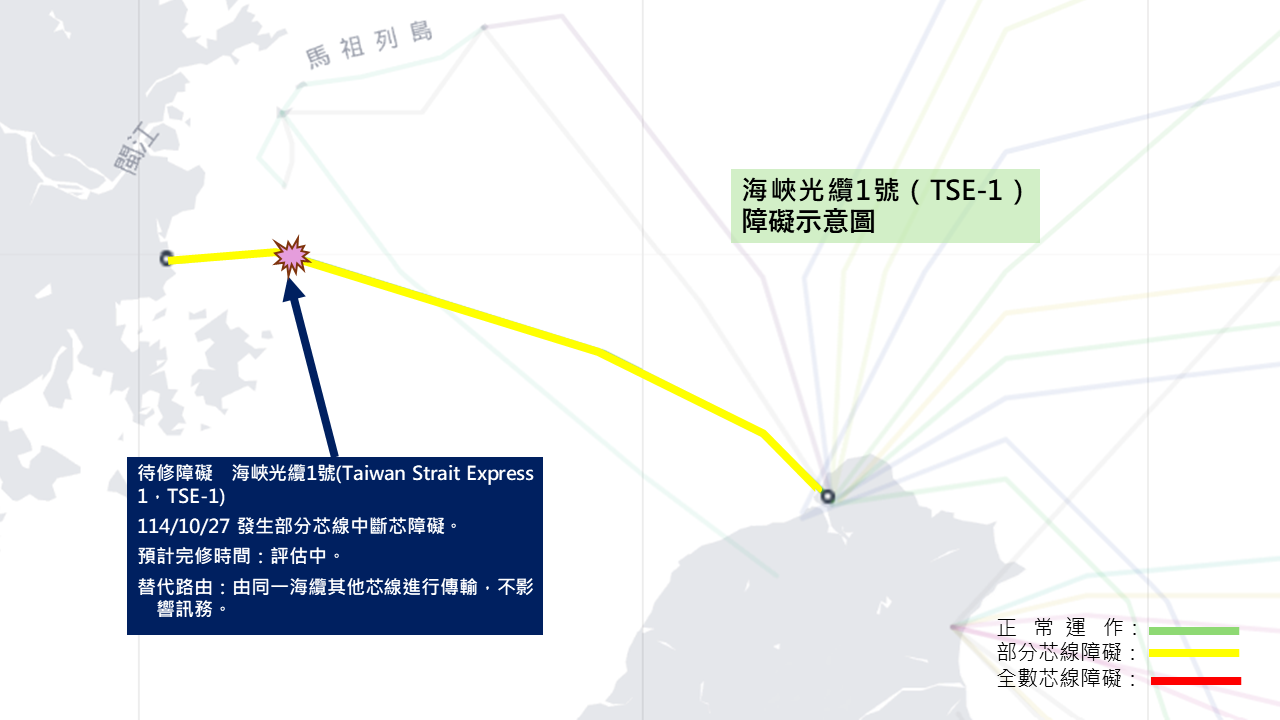 馬祖列島
閩江
海峽光纜1號（TSE-1）
障礙示意圖
待修障礙　海峽光纜1號(Taiwan Strait Express
1，TSE-1)
114/10/27 發生部分芯線中斷芯障礙。
預計完修時間：評估中。
替代路由：由同一海纜其他芯線進行傳輸，不影
響訊務。
正常運作：
部分芯線障礙：
全數芯線障礙：